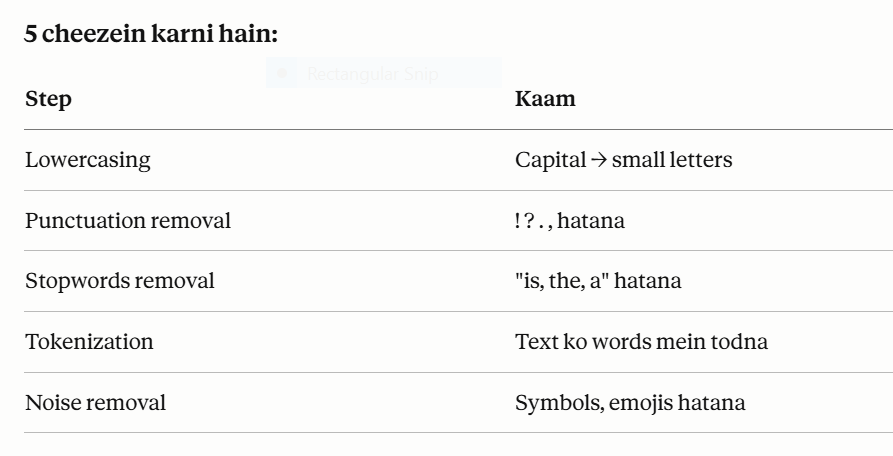 5 cheezein karni hain:
Rectangular Snip
Step Kaam
Lowercasing Capital → small letters
Punctuation removal ! ? . , hatana
Stopwords removal "is, the, a" hatana
Tokenization Text ko words mein todna
Noise removal Symbols, emojis hatana